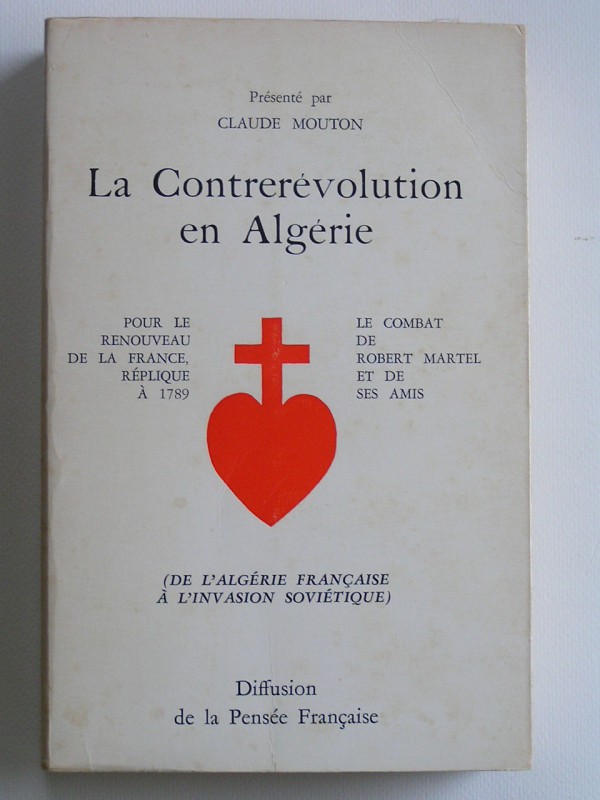 Présenté par
CLAUDE MOUTON
La Contrerévolution
en Algérie
POUR LE
RENOUVEAU
DE LA FRANCE,
RÉPLIQUE
À 1789
LE COMBAT
DE
ROBERT MARTEL
ET DE
SES AMIS
(DE L'ALGÉRIE FRANÇAISE
À L'INVASION SOVIÉTIQUE)
Diffusion
de la Pensée Française